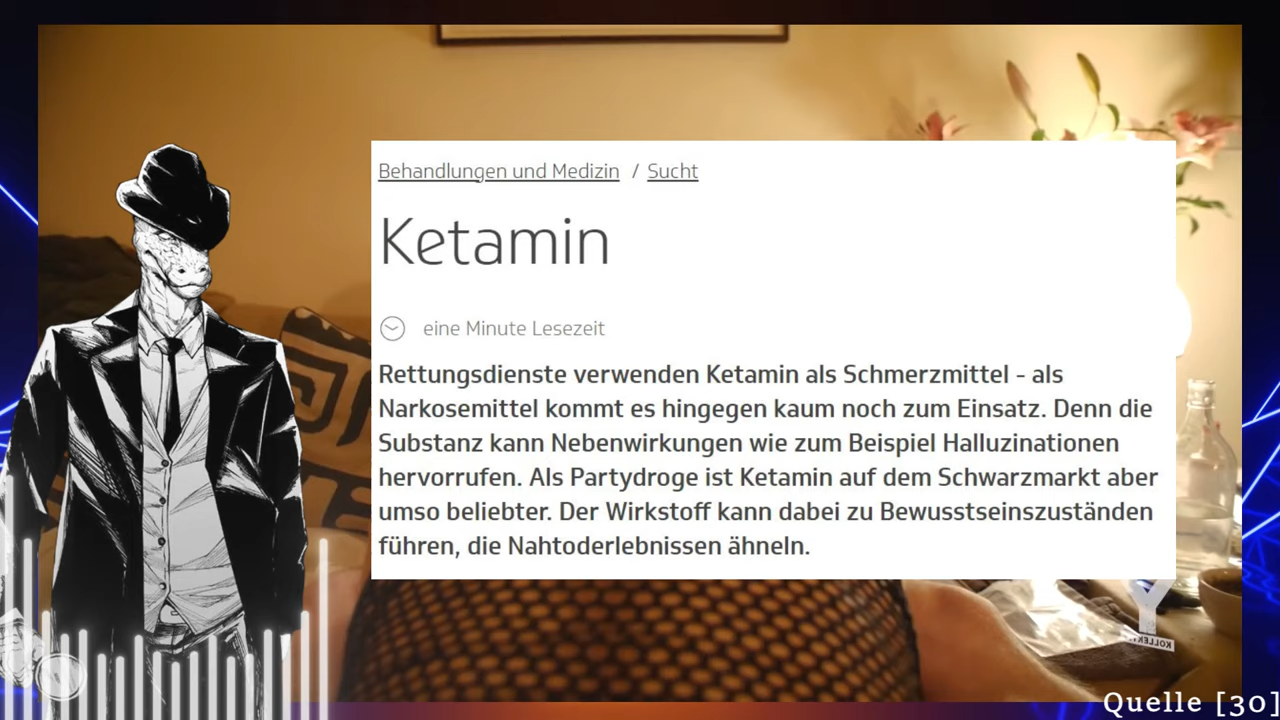 Behandlungen und Medizin / Sucht
Ketamin
eine Minute Lesezeit
Rettungsdienste verwenden Ketamin als Schmerzmittel - als
Narkosemittel kommt es hingegen kaum noch zum Einsatz. Denn die
Substanz kann Nebenwirkungen wie zum Beispiel Halluzinationen
hervorrufen. Als Partydroge ist Ketamin auf dem Schwarzmarkt aber
umso beliebter. Der Wirkstoff kann dabei zu Bewusstseinszuständen
führen, die Nahtoderlebnissen ähneln.
Y
KOLLEKTIV
Quelle [30]